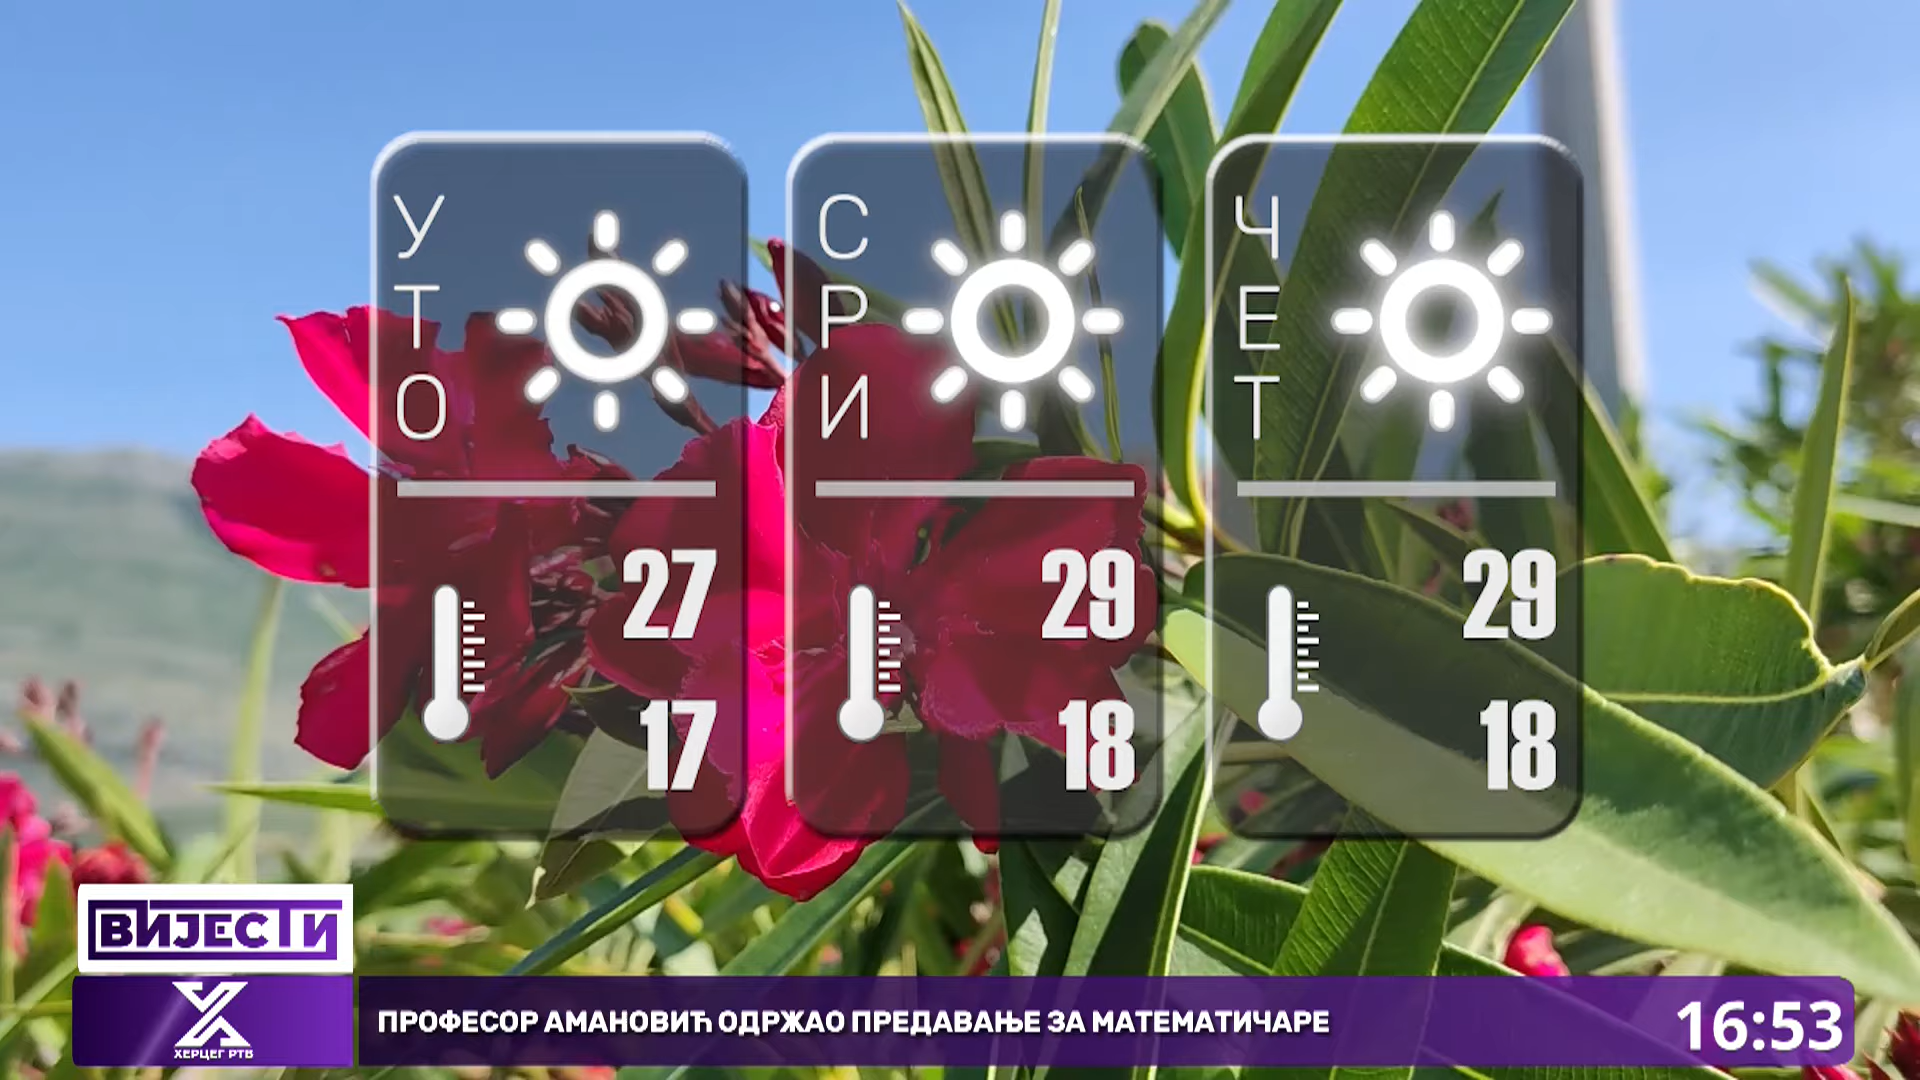 УТО
27
17
СРИ
29
18
ЧЕТ
29
18
ВИЈЕСТИ
ХЕРЦЕГ РТВ
ПРОФЕСОР АМАНОВИЋ ОДРЖАО ПРЕДАВАЊЕ ЗА МАТЕМАТИЧАРЕ
16:53